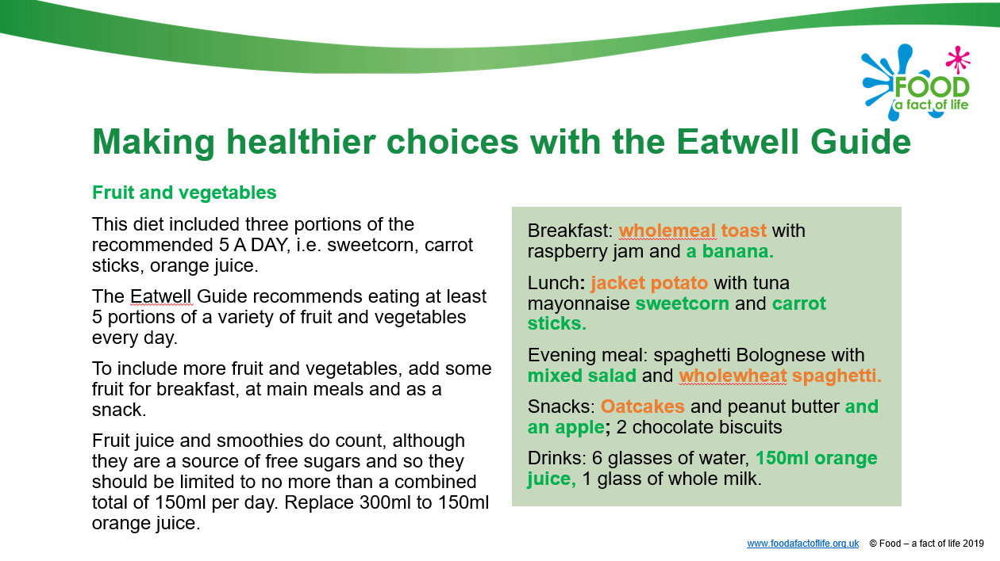 FOOD
a fact of life
Making healthier choices with the Eatwell Guide
Fruit and vegetables
This diet included three portions of the
recommended 5 A DAY, i.e. sweetcorn, carrot
sticks, orange juice.
The Eatwell Guide recommends eating at least
5 portions of a variety of fruit and vegetables
every day.
To include more fruit and vegetables, add some
fruit for breakfast, at main meals and as a
snack.
Fruit juice and smoothies do count, although
they are a source of free sugars and so they
should be limited to no more than a combined
total of 150ml per day. Replace 300ml to 150ml
orange juice.
Breakfast: wholemeal toast with
raspberry jam and a banana.
Lunch: jacket potato with tuna
mayonnaise sweetcorn and carrot
sticks.
Evening meal: spaghetti Bolognese with
mixed salad and wholewheat spaghetti.
Snacks: Oatcakes and peanut butter and
an apple; 2 chocolate biscuits
Drinks: 6 glasses of water, 150ml orange
juice, 1 glass of whole milk.
www.foodafactoflife.org.uk © Food – a fact of life 2019